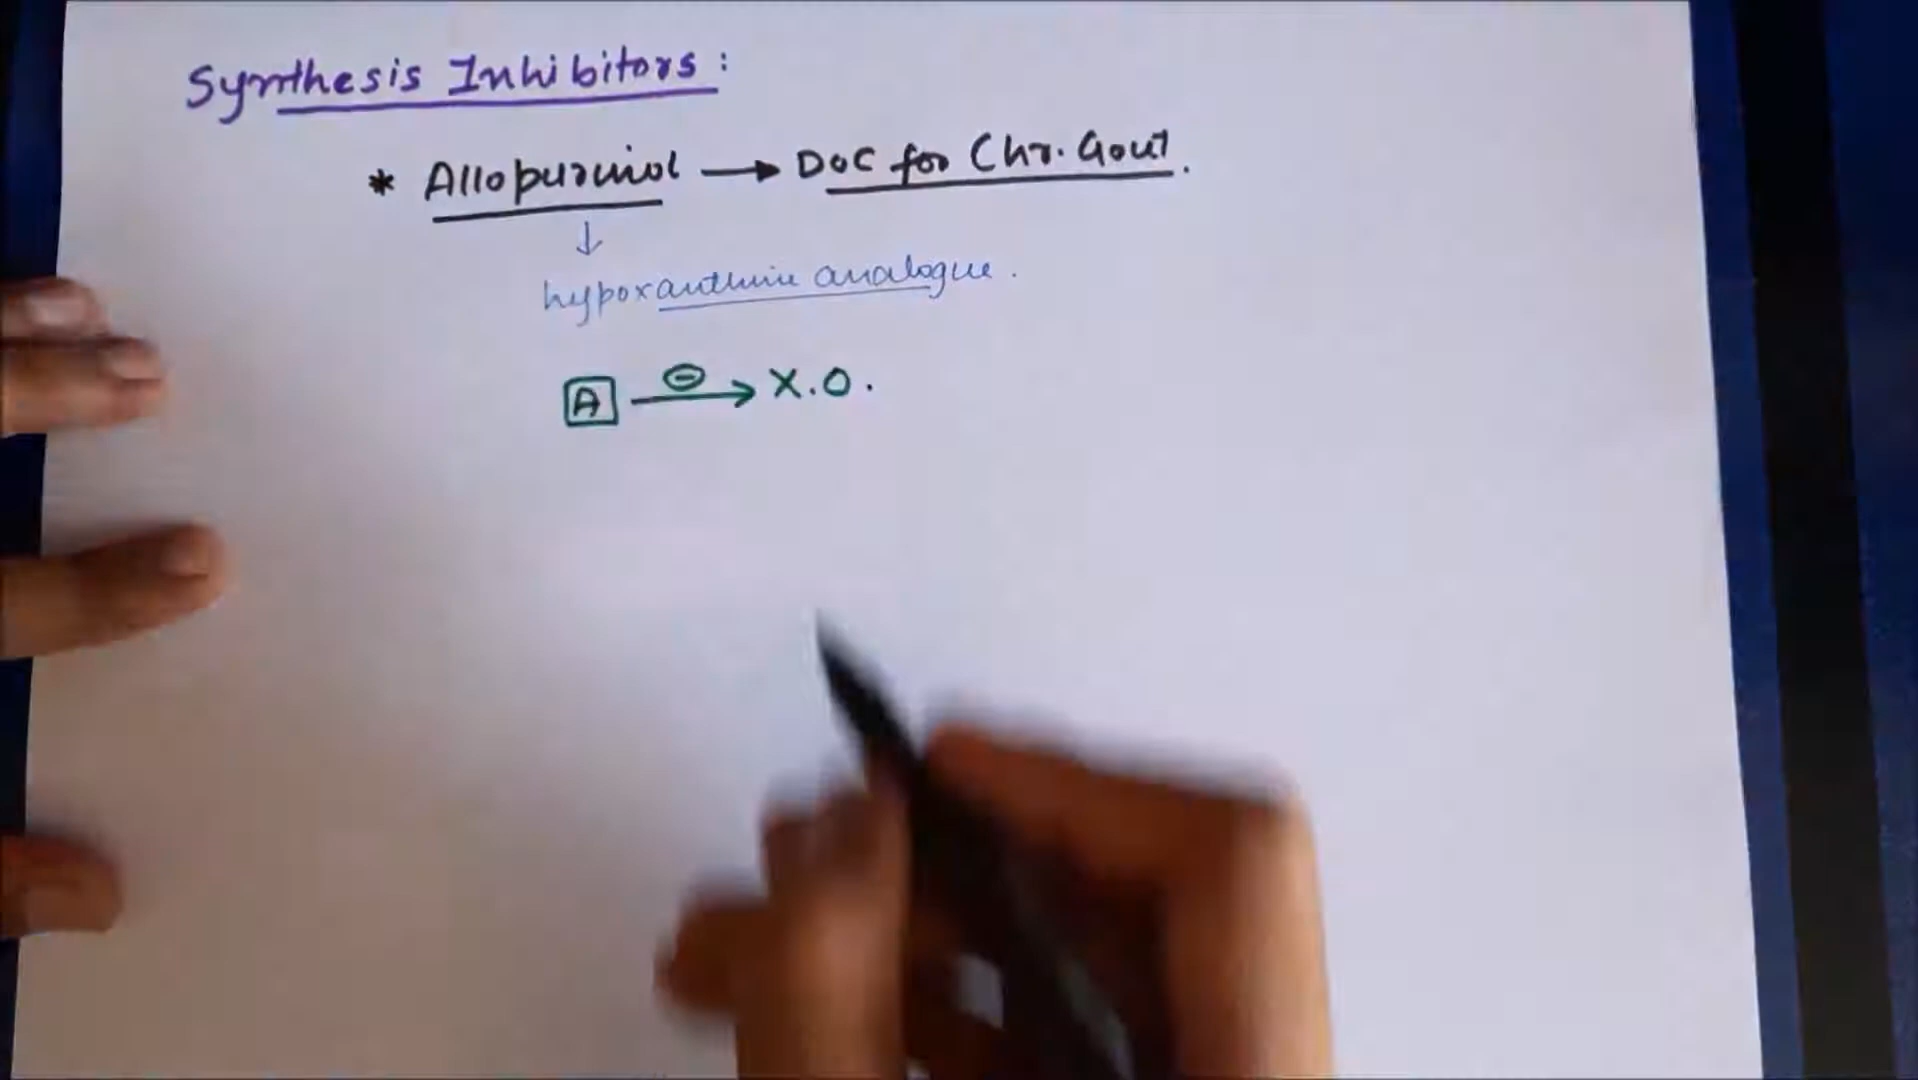 Synthesis Inhibitors :
* Allopurinol → DOC for Chr. Gout.
↓
hypoxanthine analogue.
A ⊖→ X.O.